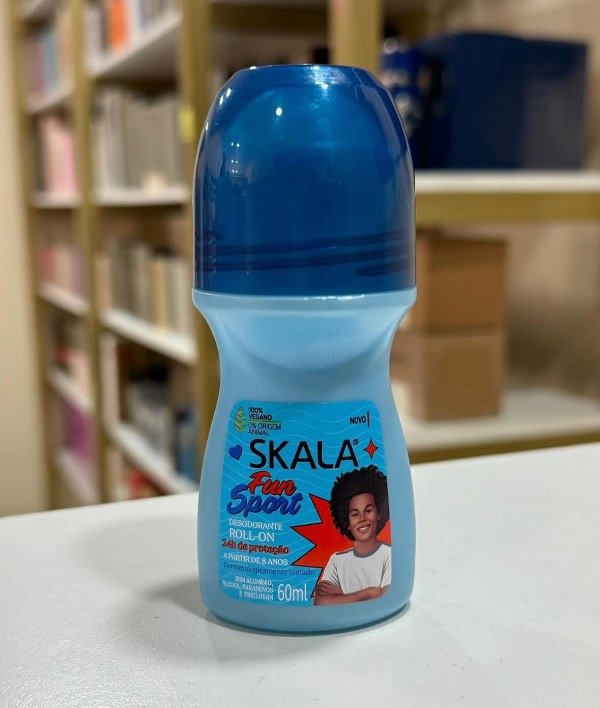 100%
VEGANO
0% ORIGEM
ANIMAL
NOVO!
SKALA®
Fun
Sport
DESODORANTE
ROLL-ON
24h de proteção
A PARTIR DE 8 ANOS
Dermatologicamente testado
SEM ALUMÍNIO,
ÁLCOOL, PARABENOS
E TRICLOSAN
60ml